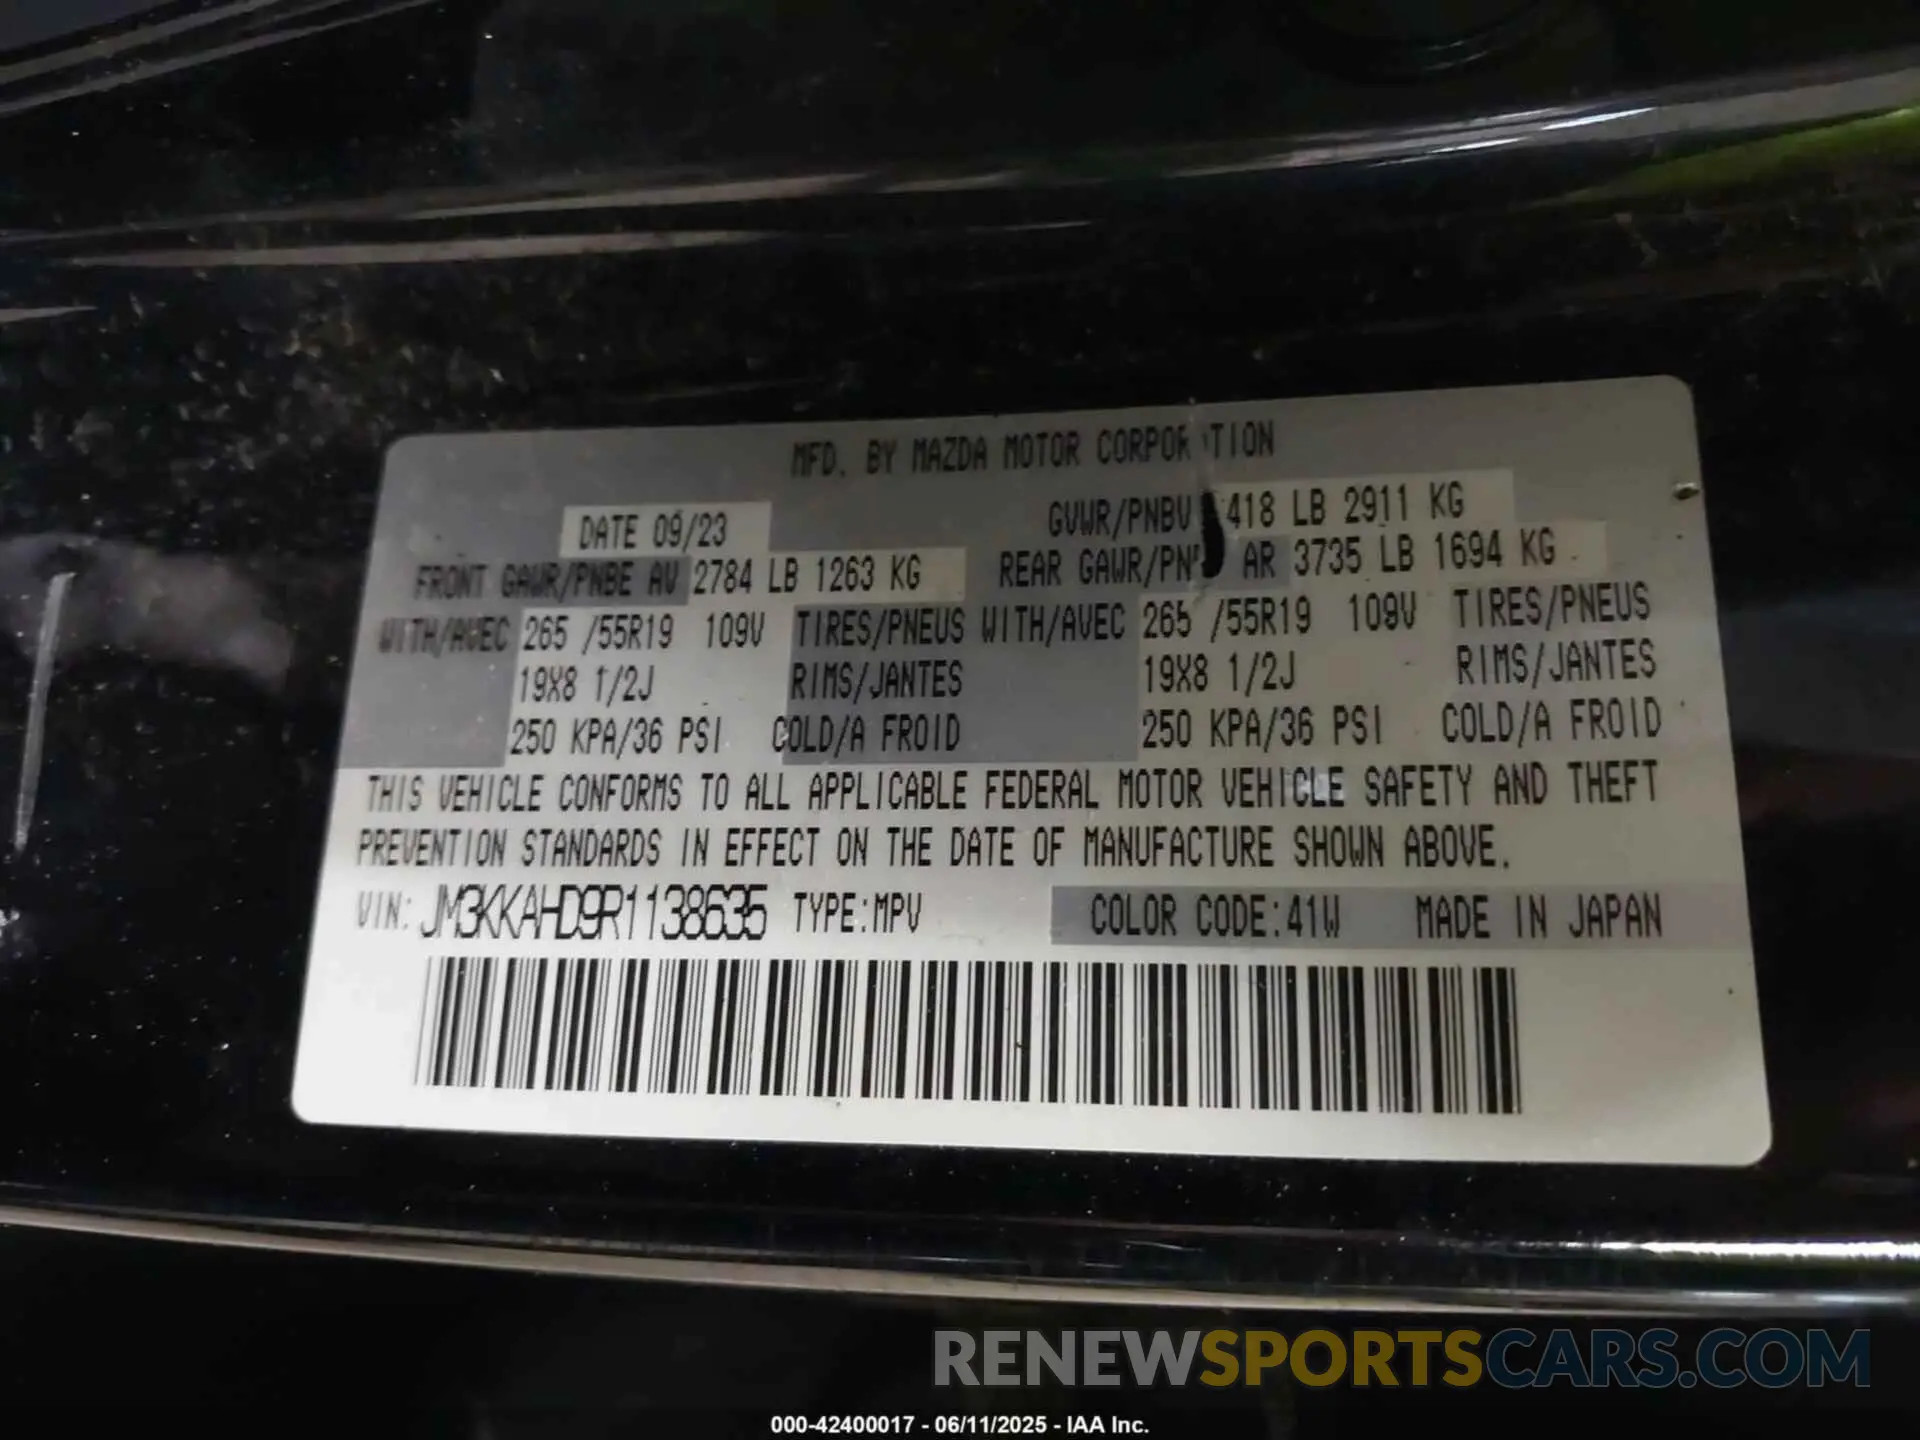 MFD. BY MAZDA MOTOR CORPORATION
DATE 09/23
GVWR/PNBV 418 LB 2911 KG
FRONT GAWR/PNBE AV 2784 LB 1263 KG
REAR GAWR/PNB AR 3735 LB 1694 KG
WITH/AVEC 265 /55R19 109V TIRES/PNEUS WITH/AVEC 265 /55R19 109V TIRES/PNEUS
19X8 1/2J RIMS/JANTES 19X8 1/2J RIMS/JANTES
250 KPA/36 PSI COLD/A FROID 250 KPA/36 PSI COLD/A FROID
THIS VEHICLE CONFORMS TO ALL APPLICABLE FEDERAL MOTOR VEHICLE SAFETY AND THEFT
PREVENTION STANDARDS IN EFFECT ON THE DATE OF MANUFACTURE SHOWN ABOVE.
VIN: JM3KKAHD9R1138635 TYPE:MPV COLOR CODE:41W MADE IN JAPAN
RENEWSPORTSCARS.COM
000-42400017 - 06/11/2025 - IAA Inc.